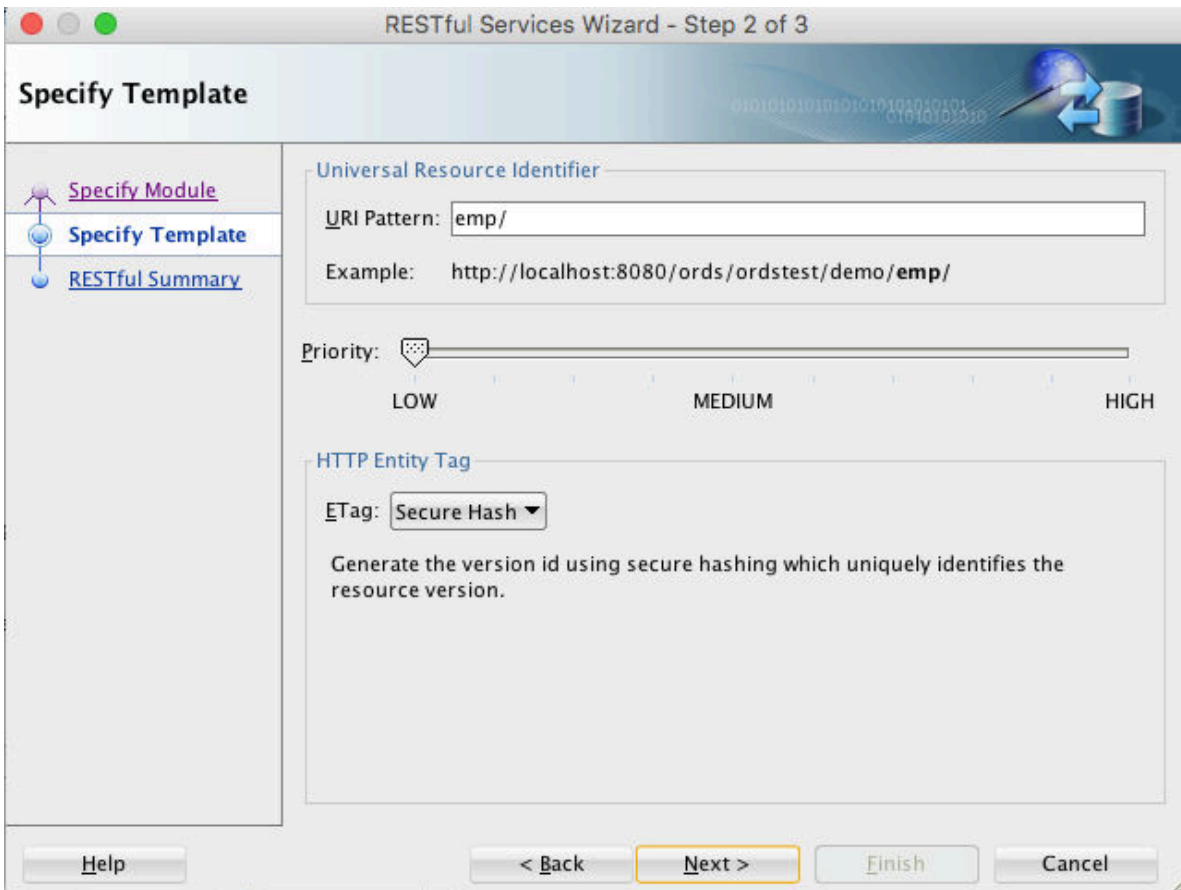 RESTful Services Wizard - Step 2 of 3
Specify Template
Specify Module
Specify Template
RESTful Summary
Universal Resource Identifier
URI Pattern: emp/
Example: http://localhost:8080/ords/ordstest/demo/emp/
Priority:
LOW MEDIUM HIGH
HTTP Entity Tag
ETag: Secure Hash
Generate the version id using secure hashing which uniquely identifies the
resource version.
Help < Back Next > Finish Cancel